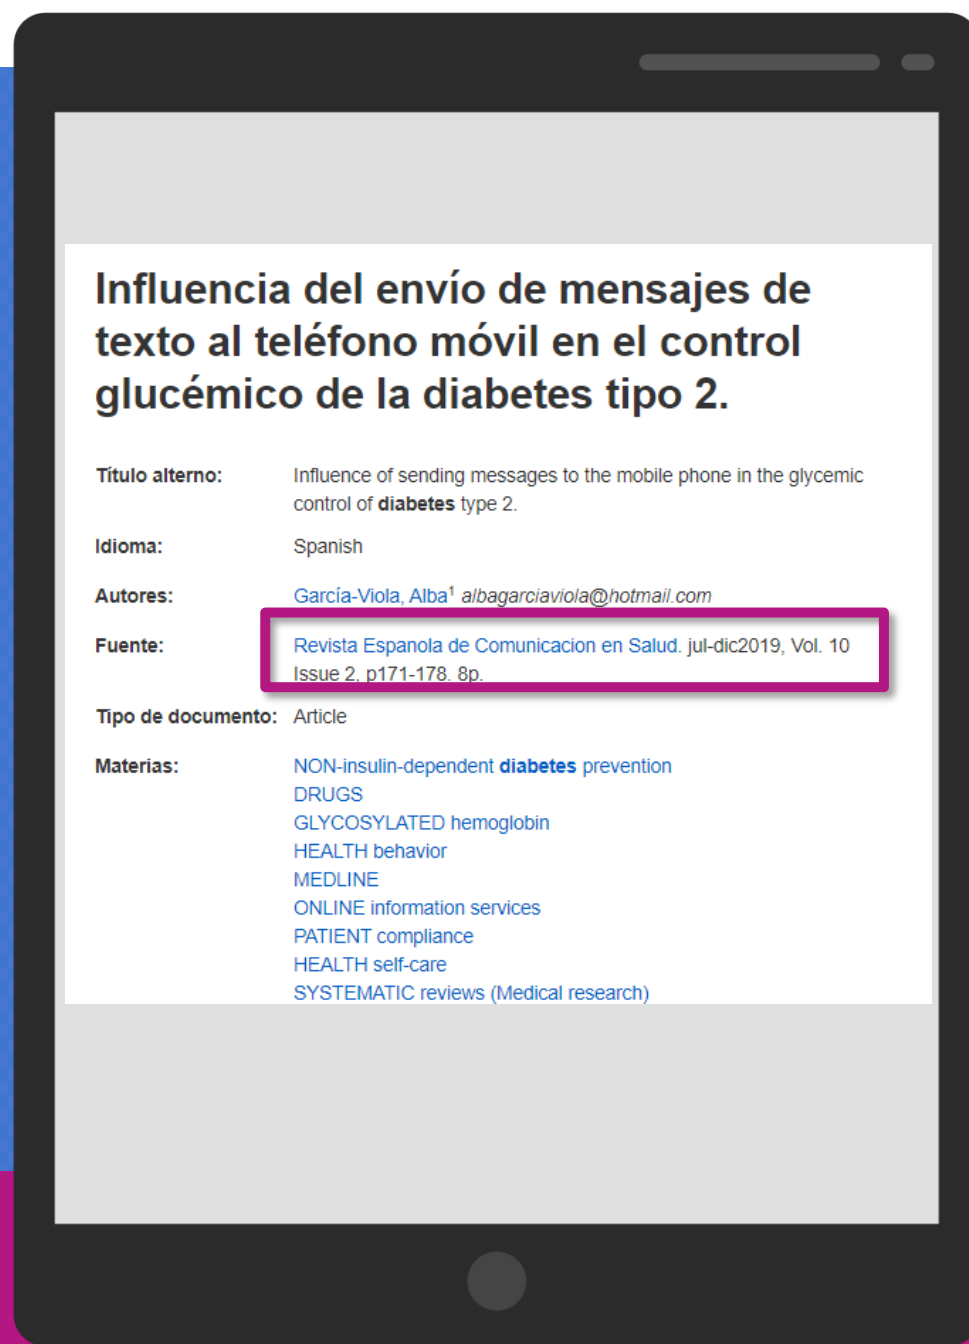 Influencia del envío de mensajes de
texto al teléfono móvil en el control
glucémico de la diabetes tipo 2.
Título alterno: Influence of sending messages to the mobile phone in the glycemic
control of diabetes type 2.
Idioma: Spanish
Autores: García-Viola, Alba¹ albagarciaviola@hotmail.com
Fuente: Revista Espanola de Comunicacion en Salud. jul-dic2019, Vol. 10
Issue 2, p171-178. 8p.
Tipo de documento: Article
Materias: NON-insulin-dependent diabetes prevention
DRUGS
GLYCOSYLATED hemoglobin
HEALTH behavior
MEDLINE
ONLINE information services
PATIENT compliance
HEALTH self-care
SYSTEMATIC reviews (Medical research)